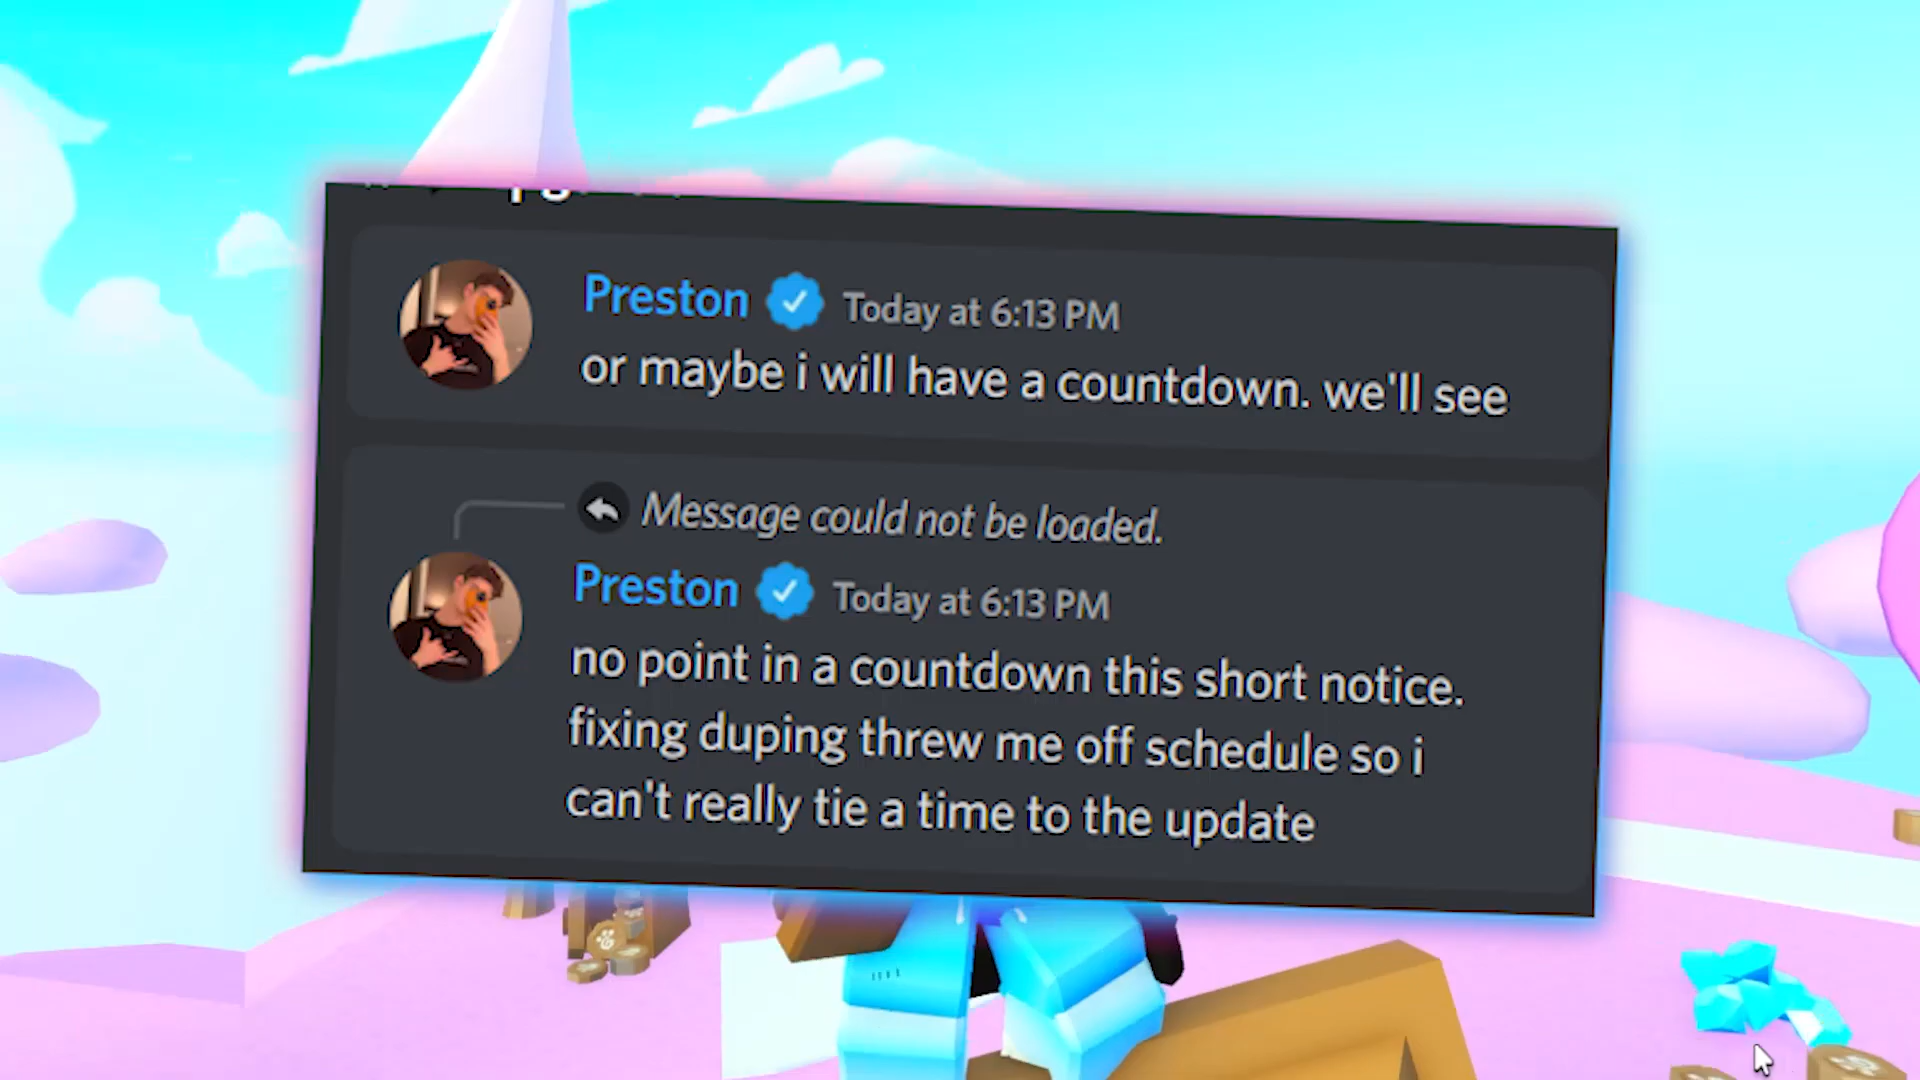 Preston Today at 6:13 PM
or maybe i will have a countdown. we'll see
Message could not be loaded.
Preston Today at 6:13 PM
no point in a countdown this short notice.
fixing duping threw me off schedule so i
can't really tie a time to the update